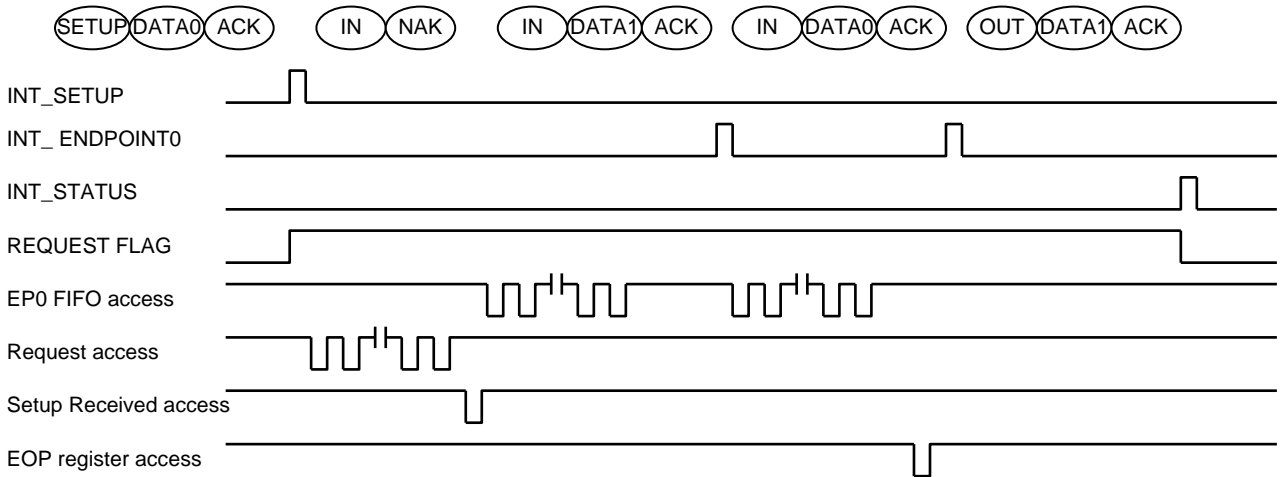 SETUP DATA0 ACK IN NAK IN DATA1 ACK IN DATA0 ACK OUT DATA1 ACK
INT_SETUP
INT_ ENDPOINT0
INT_STATUS
REQUEST FLAG
EP0 FIFO access
Request access
Setup Received access
EOP register access